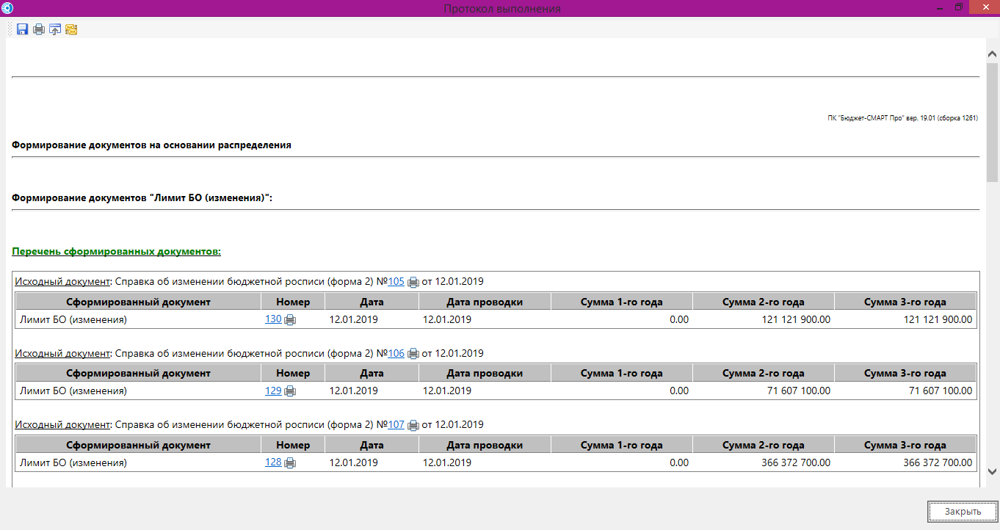 Протокол выполнения
ПК "Бюджет-СМАРТ Про" вер. 19.01 (сборка 1261)
Формирование документов на основании распределения
Формирование документов "Лимит БО (изменения)":
Перечень сформированных документов:
Исходный документ: Справка об изменении бюджетной росписи (форма 2) №105 от 12.01.2019
Сформированный документ Номер Дата Дата проводки Сумма 1-го года Сумма 2-го года Сумма 3-го года
Лимит БО (изменения) 130 12.01.2019 12.01.2019 0.00 121 121 900.00 121 121 900.00
Исходный документ: Справка об изменении бюджетной росписи (форма 2) №106 от 12.01.2019
Сформированный документ Номер Дата Дата проводки Сумма 1-го года Сумма 2-го года Сумма 3-го года
Лимит БО (изменения) 129 12.01.2019 12.01.2019 0.00 71 607 100.00 71 607 100.00
Исходный документ: Справка об изменении бюджетной росписи (форма 2) №107 от 12.01.2019
Сформированный документ Номер Дата Дата проводки Сумма 1-го года Сумма 2-го года Сумма 3-го года
Лимит БО (изменения) 128 12.01.2019 12.01.2019 0.00 366 372 700.00 366 372 700.00
Закрыть